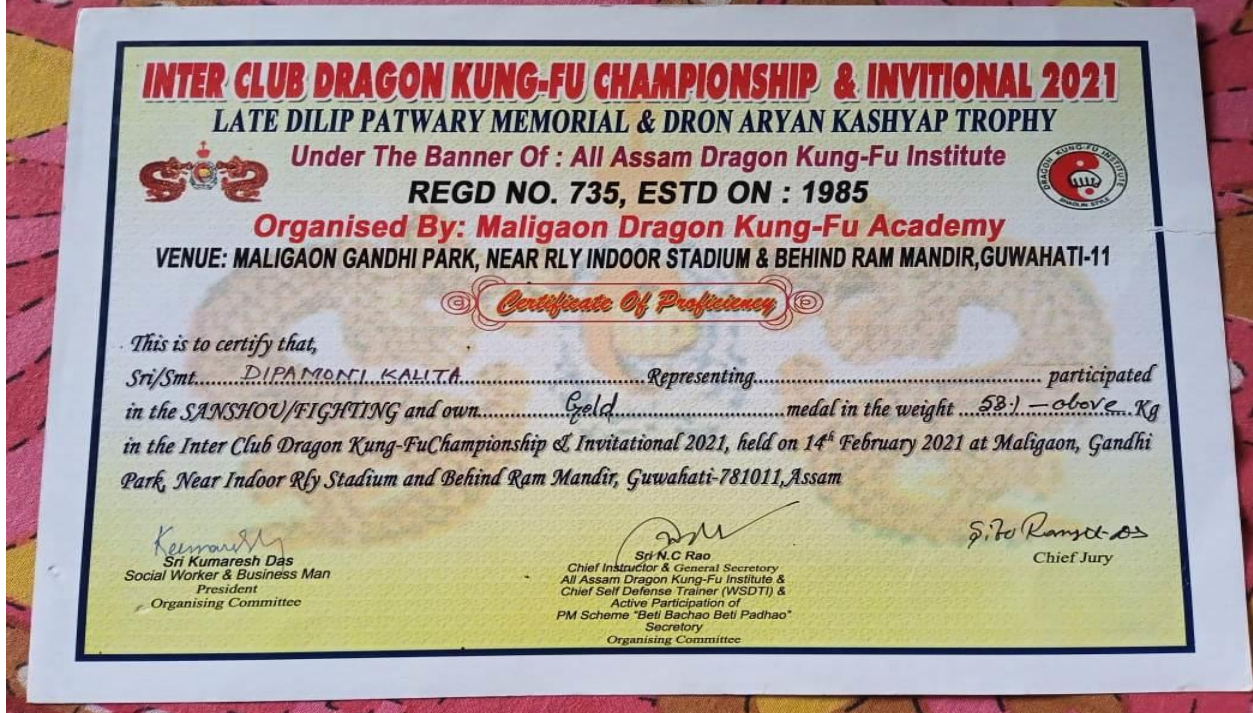 INTER CLUB DRAGON KUNG-FU CHAMPIONSHIP & INVITIONAL 2021
LATE DILIP PATWARY MEMORIAL & DRON ARYAN KASHYAP TROPHY
Under The Banner Of : All Assam Dragon Kung-Fu Institute
REGD NO. 735, ESTD ON : 1985
DRAGON KUNG-FU INSTITUTE
SHAOLIN STYLE
Organised By: Maligaon Dragon Kung-Fu Academy
VENUE: MALIGAON GANDHI PARK, NEAR RLY INDOOR STADIUM & BEHIND RAM MANDIR,GUWAHATI-11
Certificate Of Proficiency
This is to certify that,
Sri/Smt......DIPAMONI KALITA......Representing...... participated
in the SANSHOU/FIGHTING and own......Gold......medal in the weight ...58.1 - above...Kg
in the Inter Club Dragon Kung-FuChampionship & Invitational 2021, held on 14th February 2021 at Maligaon, Gandhi
Park, Near Indoor Rly Stadium and Behind Ram Mandir, Guwahati-781011,Assam
Sri Kumaresh Das
Social Worker & Business Man
President
Organising Committee
Sri N.C Rao
Chief Instructor & General Secretary
All Assam Dragon Kung-Fu Institute &
Chief Self Defense Trainer (WSDTI) &
Active Participation of
PM Scheme "Beti Bachao Beti Padhao"
Secretory
Organising Committee
Chief Jury